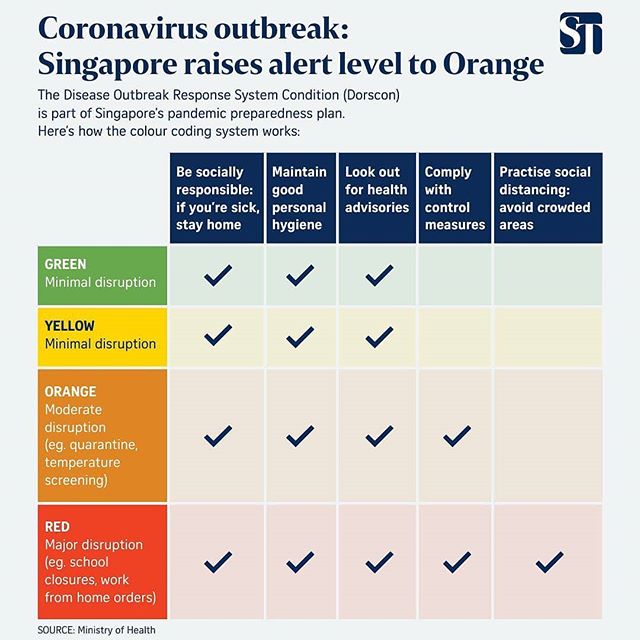 Coronavirus outbreak:
Singapore raises alert level to Orange
ST
The Disease Outbreak Response System Condition (Dorscon)
is part of Singapore's pandemic preparedness plan.
Here's how the colour coding system works:
Be socially
responsible:
if you're sick,
stay home
Maintain
good
personal
hygiene
Look out
for health
advisories
Comply
with
control
measures
Practise social
distancing:
avoid crowded
areas
GREEN
Minimal disruption
YELLOW
Minimal disruption
ORANGE
Moderate
disruption
(eg. quarantine,
temperature
screening)
RED
Major disruption
(eg. school
closures, work
from home orders)
SOURCE: Ministry of Health